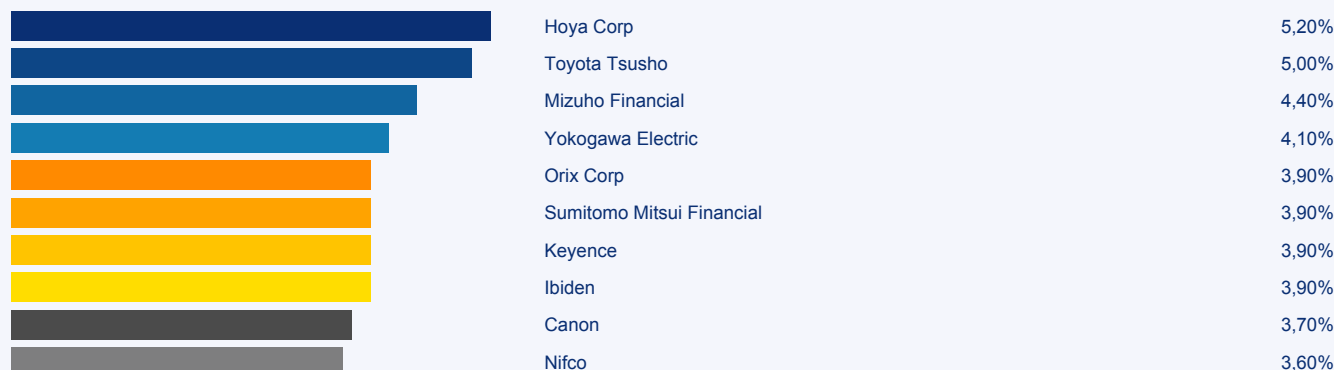 Hoya Corp 5,20%
Toyota Tsusho 5,00%
Mizuho Financial 4,40%
Yokogawa Electric 4,10%
Orix Corp 3,90%
Sumitomo Mitsui Financial 3,90%
Keyence 3,90%
Ibiden 3,90%
Canon 3,70%
Nifco 3,60%